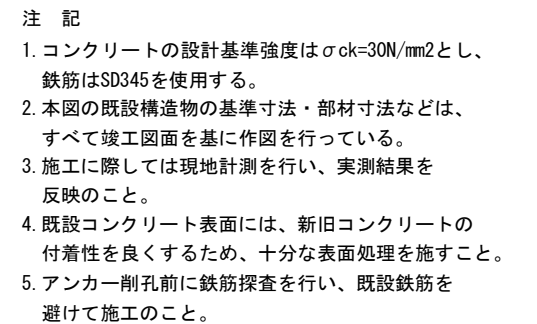 注　記
1. コンクリートの設計基準強度はσck=30N/mm2とし、
鉄筋はSD345を使用する。
2. 本図の既設構造物の基準寸法・部材寸法などは、
すべて竣工図面を基に作図を行っている。
3. 施工に際しては現地計測を行い、実測結果を
反映のこと。
4. 既設コンクリート表面には、新旧コンクリートの
付着性を良くするため、十分な表面処理を施すこと。
5. アンカー削孔前に鉄筋探査を行い、既設鉄筋を
避けて施工のこと。